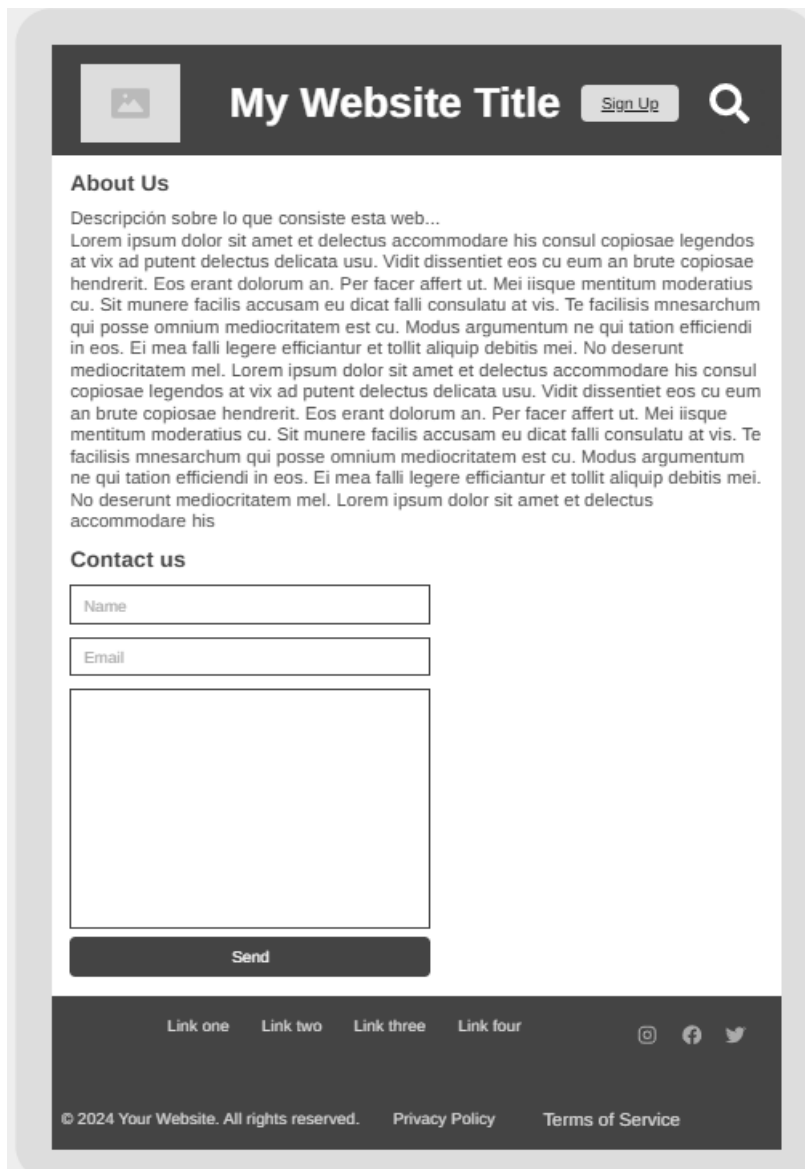 My Website Title
Sign Up
About Us
Descripción sobre lo que consiste esta web...
Lorem ipsum dolor sit amet et delectus accommodare his consul copiosae legendos
at vix ad putent delectus delicata usu. Vidit dissentiet eos cu eum an brute copiosae
hendrerit. Eos erant dolorum an. Per facer affert ut. Mei iisque mentitum moderatius
cu. Sit munere facilis accusam eu dicat falli consulatu at vis. Te facilisis mnesarchum
qui posse omnium mediocritatem est cu. Modus argumentum ne qui tation efficiendi
in eos. Ei mea falli legere efficiantur et tollit aliquip debitis mei. No deserunt
mediocritatem mel. Lorem ipsum dolor sit amet et delectus accommodare his consul
copiosae legendos at vix ad putent delectus delicata usu. Vidit dissentiet eos cu eum
an brute copiosae hendrerit. Eos erant dolorum an. Per facer affert ut. Mei iisque
mentitum moderatius cu. Sit munere facilis accusam eu dicat falli consulatu at vis. Te
facilisis mnesarchum qui posse omnium mediocritatem est cu. Modus argumentum
ne qui tation efficiendi in eos. Ei mea falli legere efficiantur et tollit aliquip debitis mei.
No deserunt mediocritatem mel. Lorem ipsum dolor sit amet et delectus
accommodare his
Contact us
Name
Email
Send
Link one Link two Link three Link four
© 2024 Your Website. All rights reserved. Privacy Policy Terms of Service